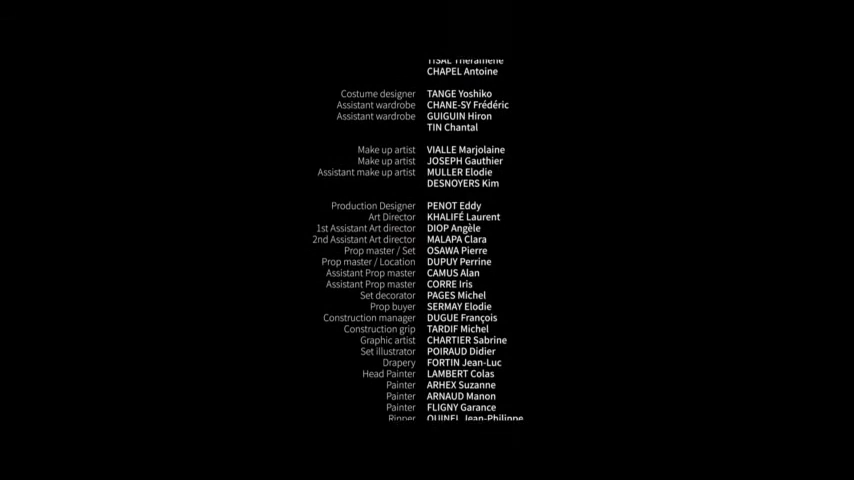 CHAPEL Antoine
Costume designer TANGE Yoshiko
Assistant wardrobe CHANE-SY Frédéric
Assistant wardrobe GUIGUIN Hiron
TIN Chantal
Make up artist VIALLE Marjolaine
Make up artist JOSEPH Gauthier
Assistant make up artist MULLER Elodie
DESNOYERS Kim
Production Designer PENOT Eddy
Art Director KHALIFÉ Laurent
1st Assistant Art director DIOP Angèle
2nd Assistant Art director MALAPA Clara
Prop master / Set OSAWA Pierre
Prop master / Location DUPUY Perrine
Assistant Prop master CAMUS Alan
Assistant Prop master CORRE Iris
Set decorator PAGES Michel
Prop buyer SERMAY Elodie
Construction manager DUGUE François
Construction grip TARDIF Michel
Graphic artist CHARTIER Sabrine
Set illustrator POIRAUD Didier
Drapery FORTIN Jean-Luc
Head Painter LAMBERT Colas
Painter ARHEX Suzanne
Painter ARNAUD Manon
Painter FLIGNY Garance
Jean-Philippe